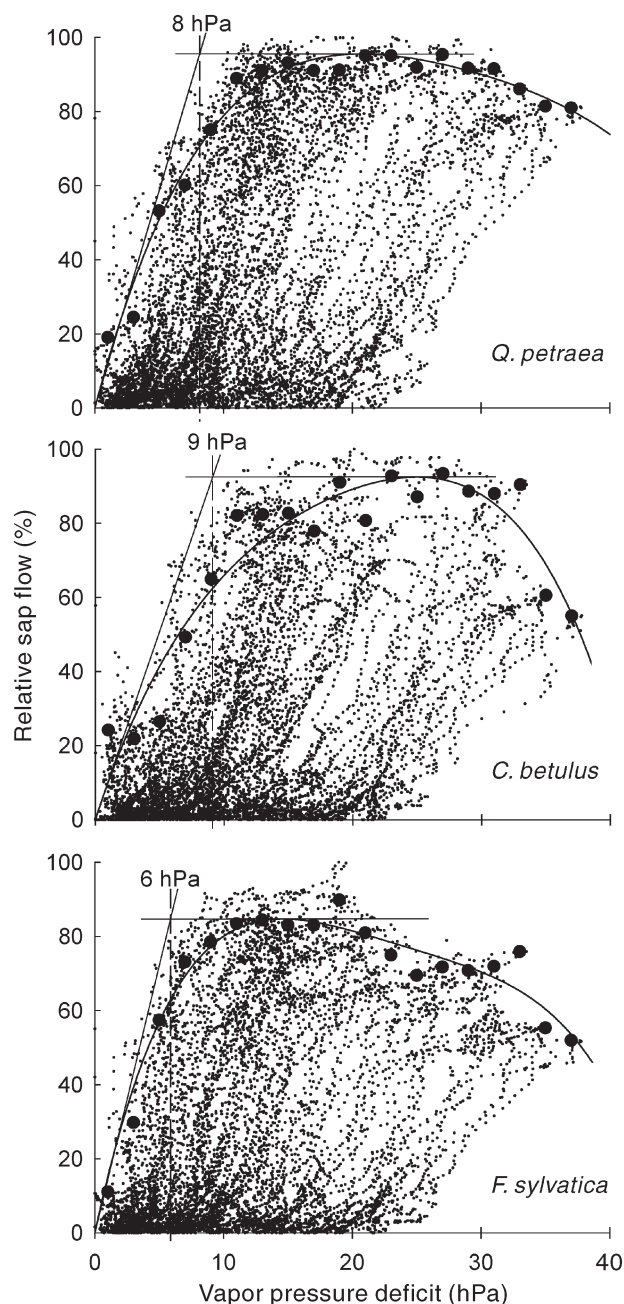 8 hPa
100
80
60
40
20
0
Q. petraea
9 hPa
100
80
60
40
20
0
C. betulus
Relative sap flow (%)
6 hPa
100
80
60
40
20
0
F. sylvatica
0 10 20 30 40
Vapor pressure deficit (hPa)